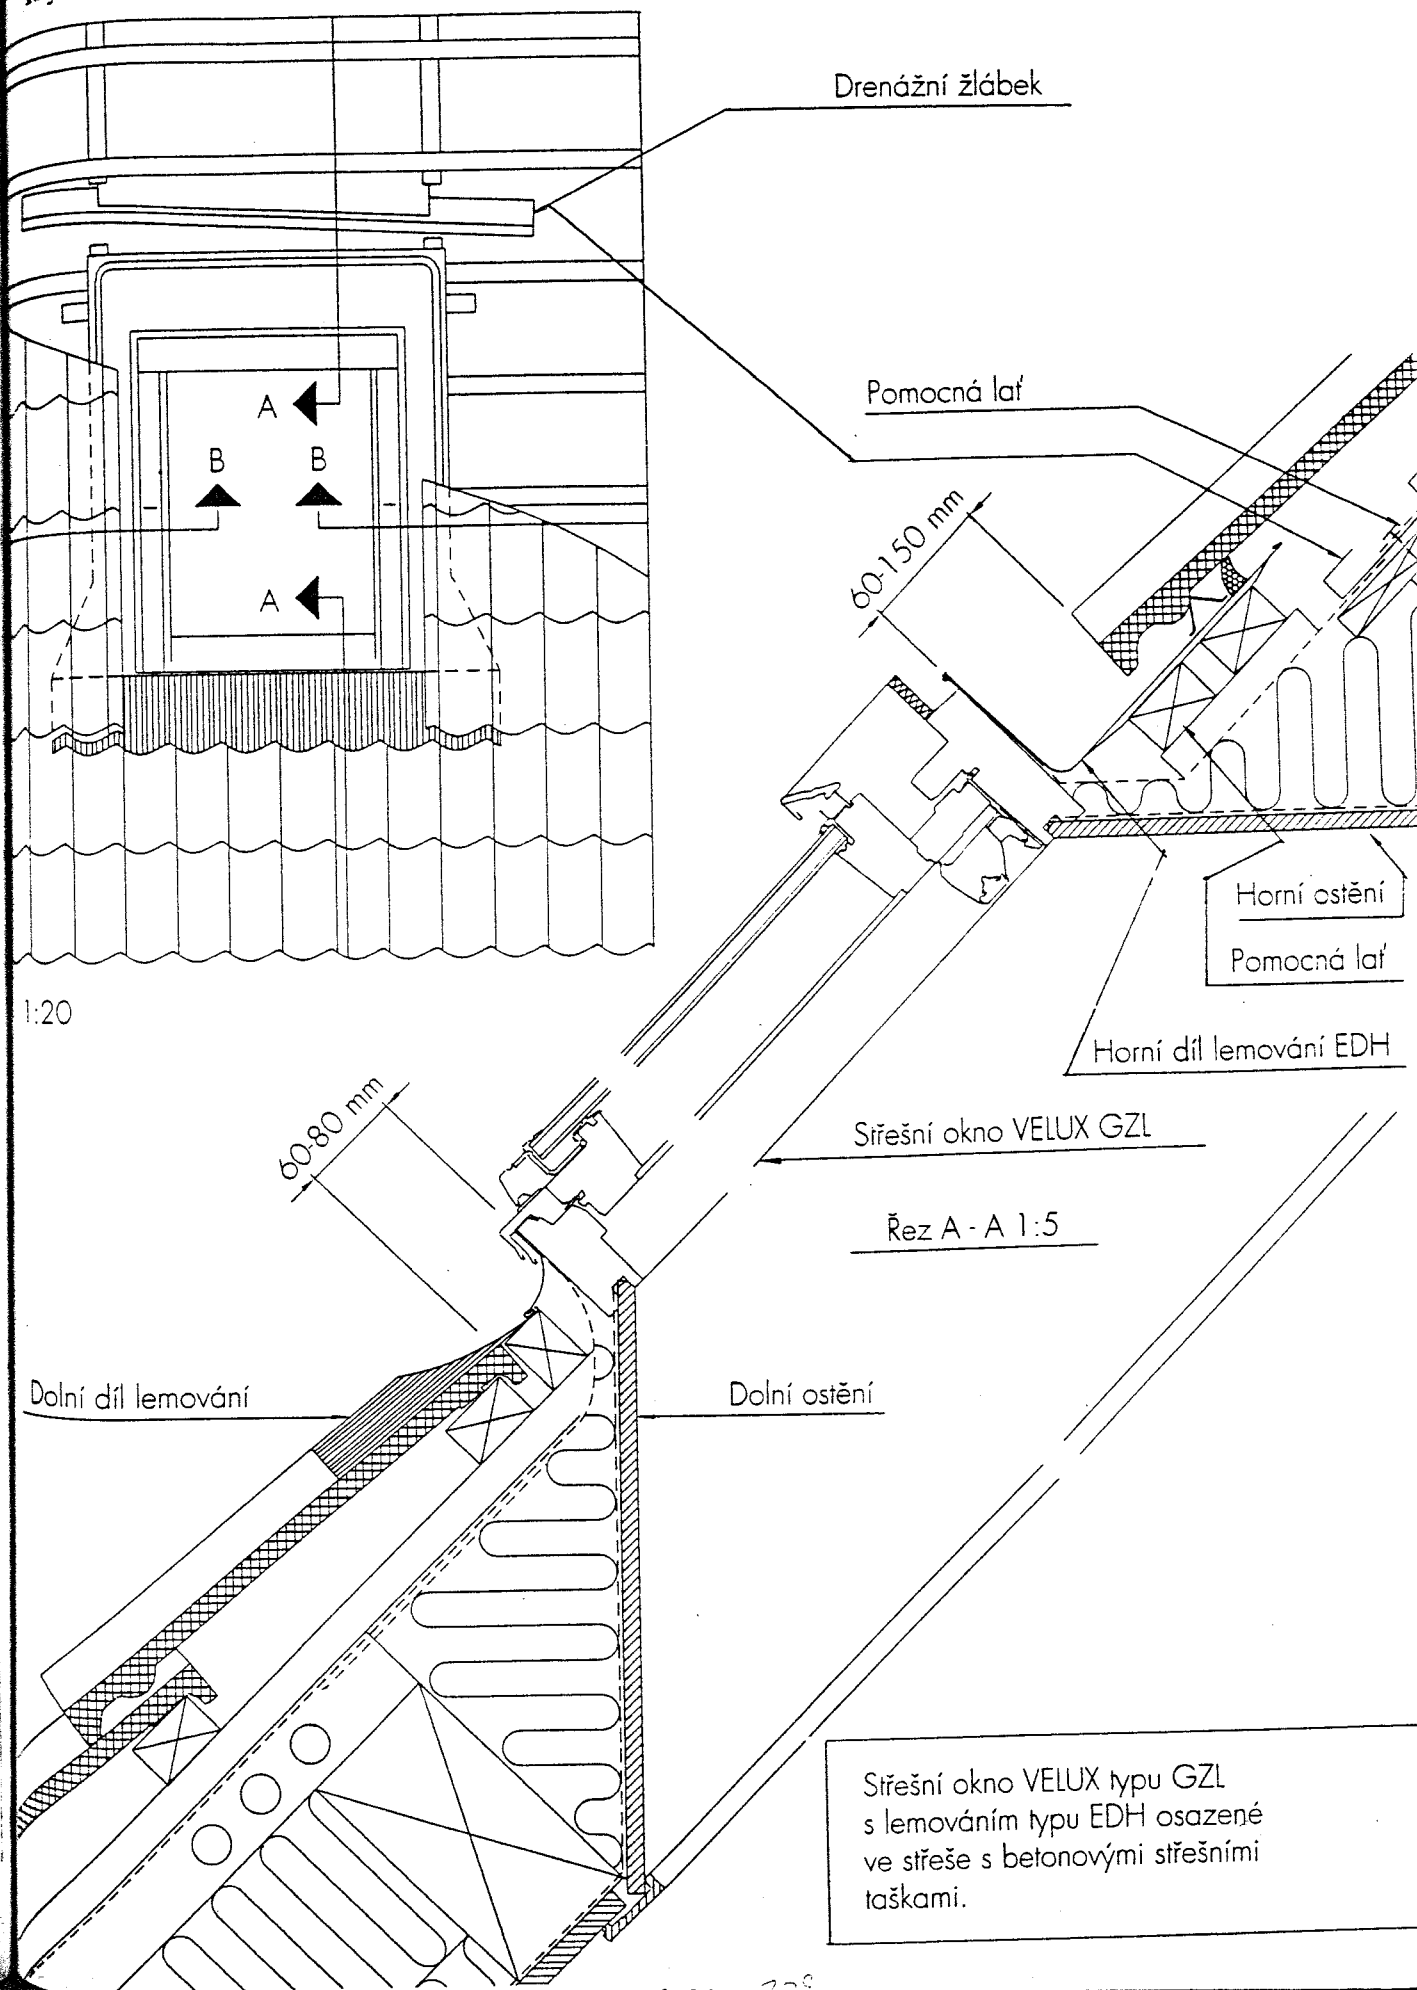 Drenážní žlábek
Pomocná lať
A
B B
A
60-150 mm
Horní ostění
Pomocná lať
Horní díl lemování EDH
1:20
60-80 mm
Střešní okno VELUX GZL
Řez A - A 1:5
Dolní díl lemování
Dolní ostění
Střešní okno VELUX typu GZL
s lemováním typu EDH osazené
ve střeše s betonovými střešními
taškami.